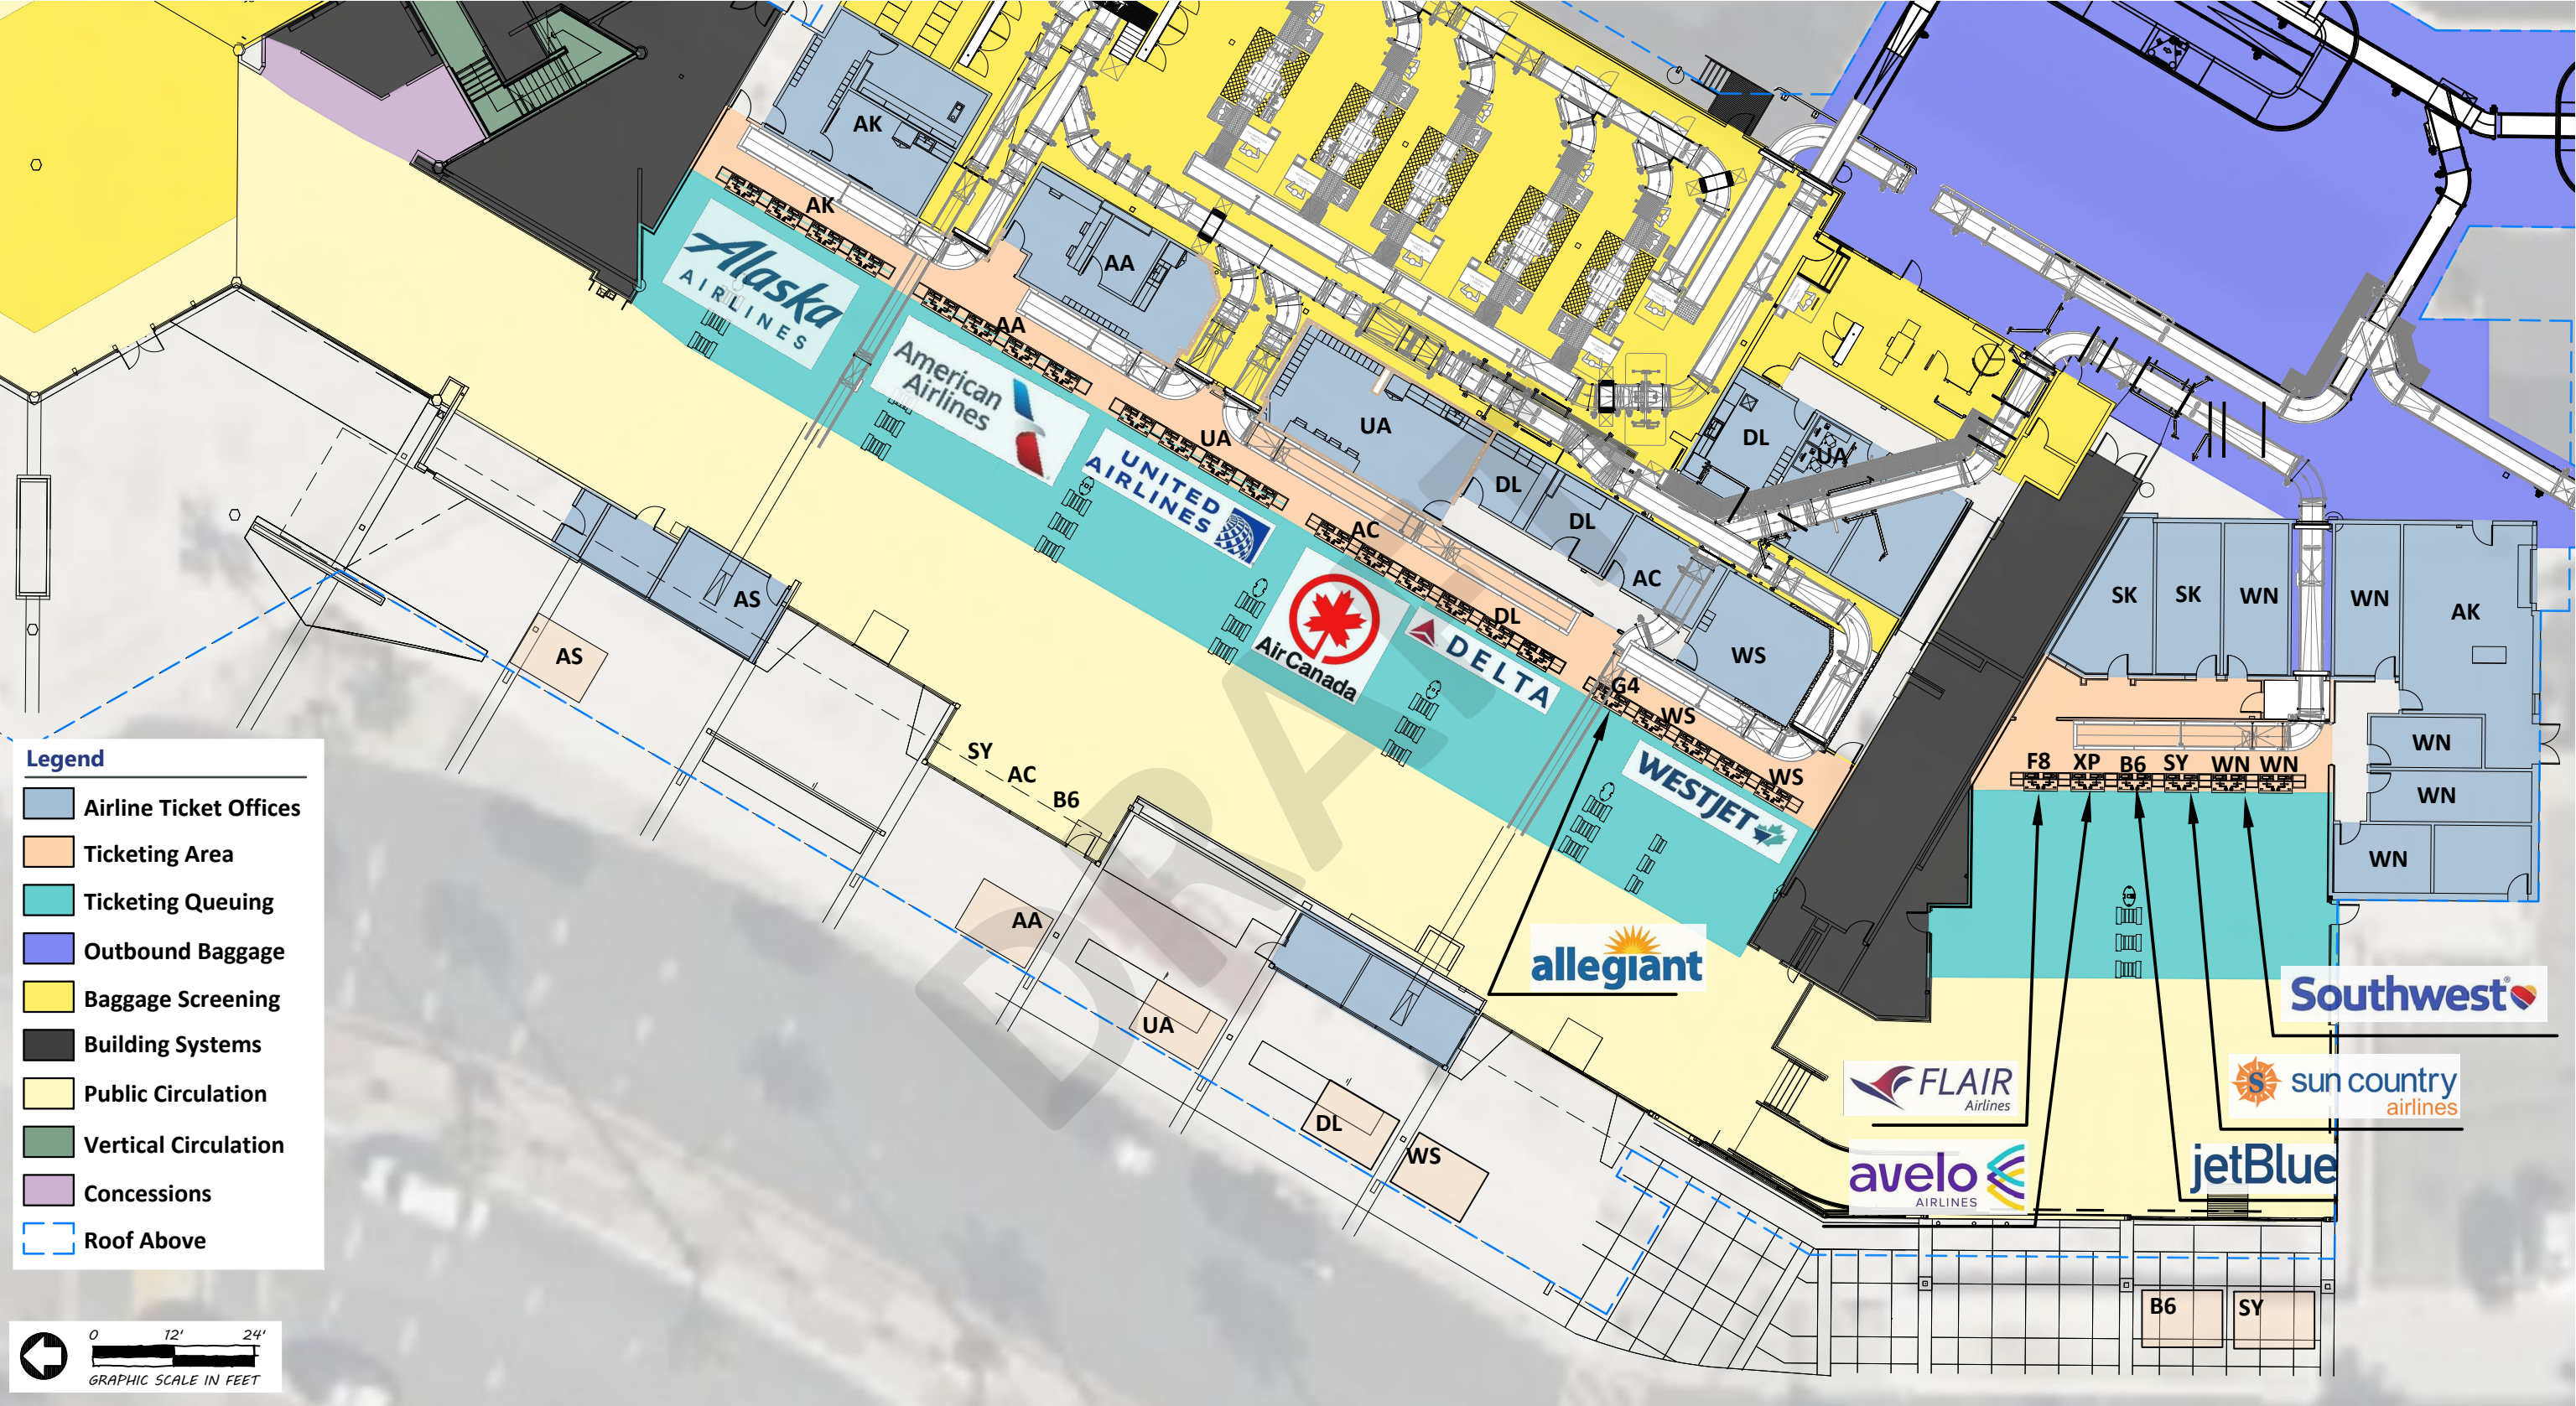 AK
AK
Alaska
AIRLINES
AA
AA
American
Airlines
UA
UA
UNITED
AIRLINES
DL
UA
DL
DL
AC
AC
DL
Air Canada
DELTA
WS
G4
WS
WS
WESTJET
AS
AS
SY
AC
B6
AA
UA
DL
WS
SK
SK
WN
WN
AK
WN
WN
WN
F8 XP B6 SY WN WN
allegiant
Southwest®
FLAIR
Airlines
sun country
airlines
S
avelo
AIRLINES
jetBlue
B6
SY
DRAFT
Legend
Airline Ticket Offices
Ticketing Area
Ticketing Queuing
Outbound Baggage
Baggage Screening
Building Systems
Public Circulation
Vertical Circulation
Concessions
Roof Above
0 12' 24'
GRAPHIC SCALE IN FEET